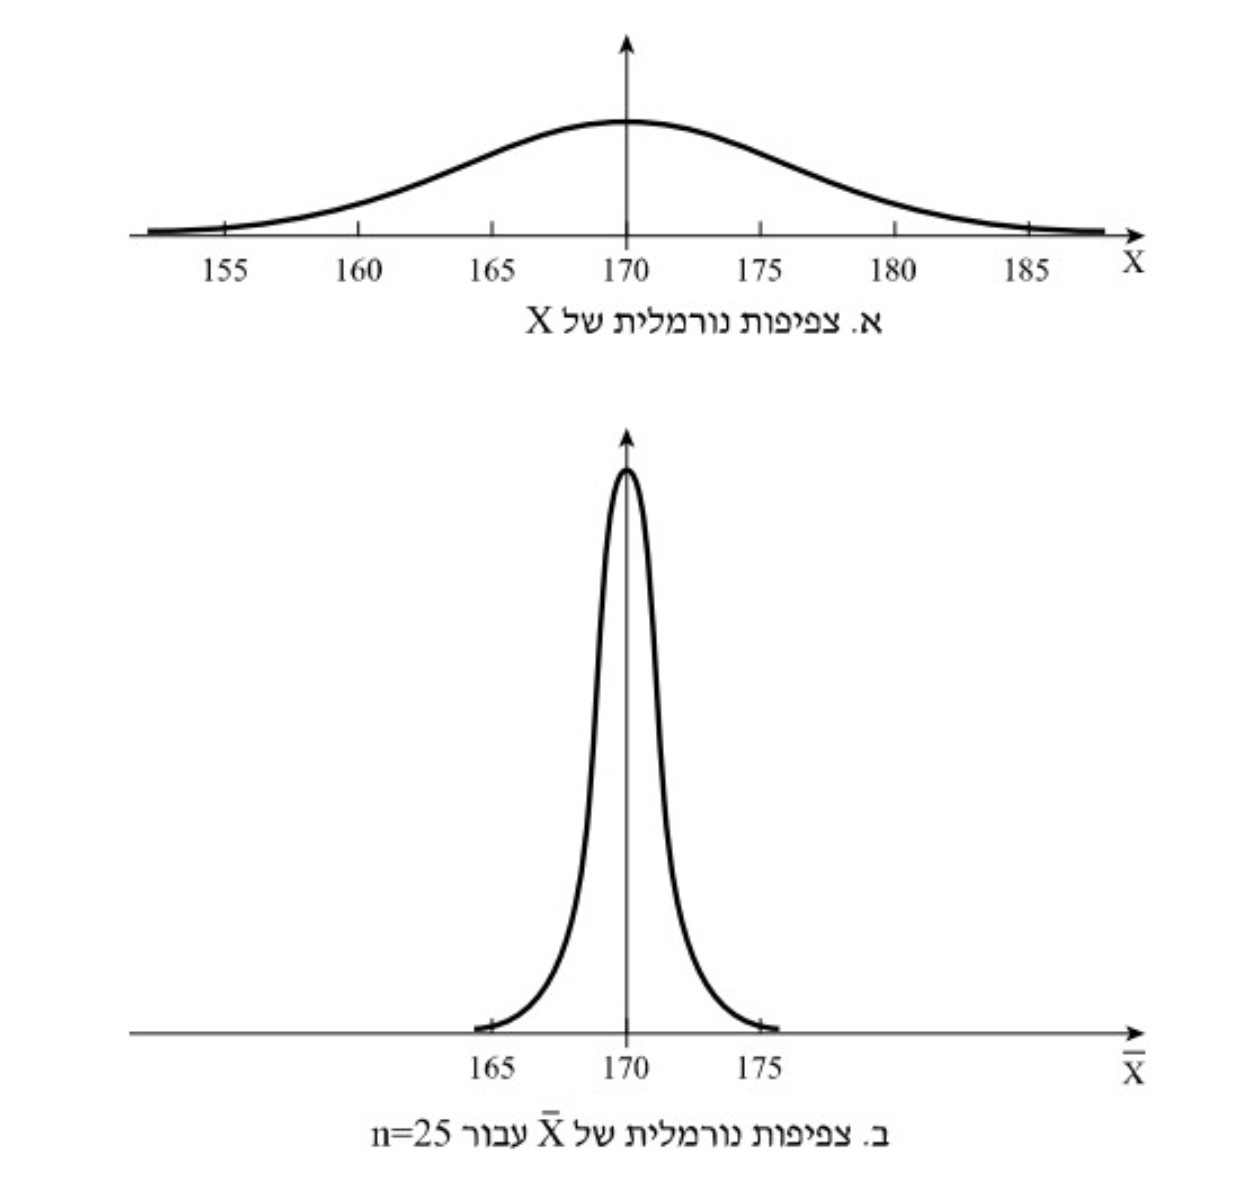 155 160 165 170 175 180 185
X
א. צפיפות נורמלית של X
165 170 175
X̄
ב. צפיפות נורמלית של X̄ עבור n=25